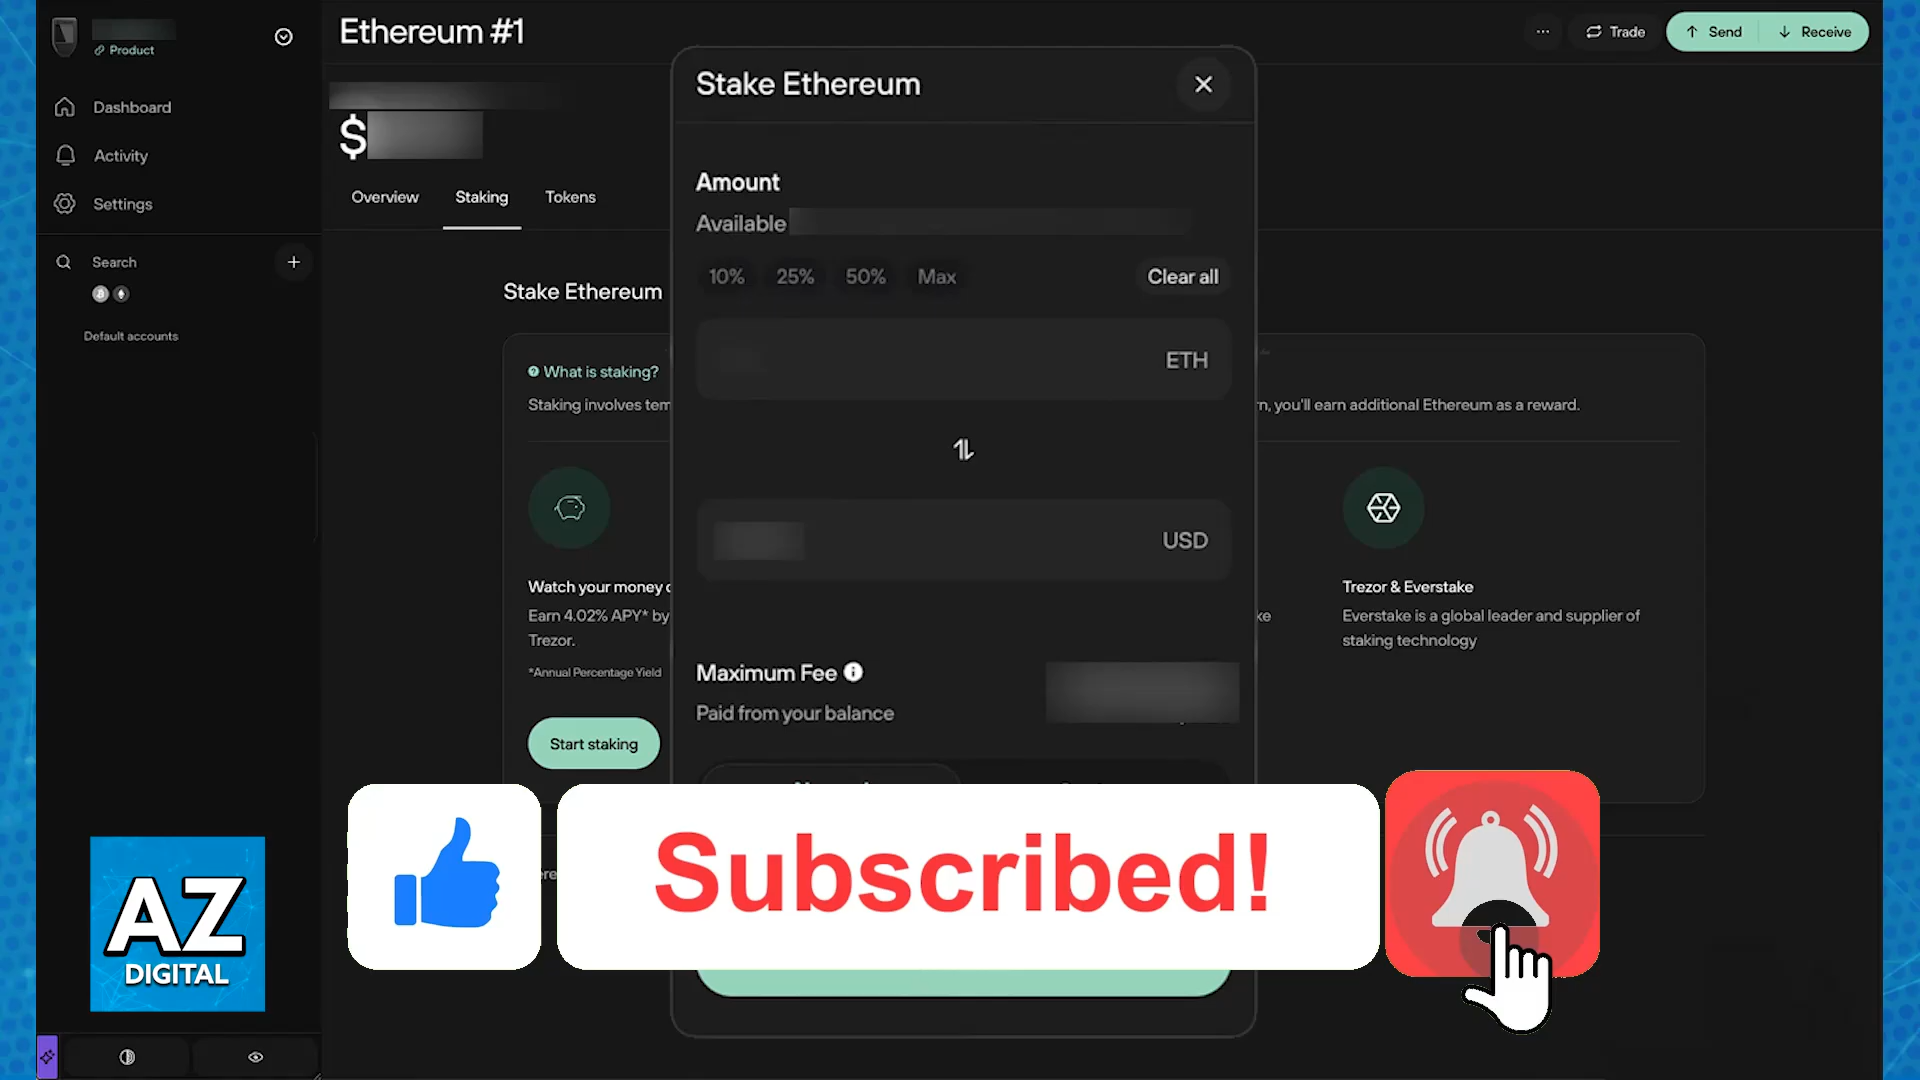 Product
Dashboard
Activity
Settings
Search
Default accounts
Ethereum #1
Trade
Send
Receive
$
Overview
Staking
Tokens
Stake Ethereum
What is staking?
Staking involves
you'll earn additional Ethereum as a reward.
Watch your money
Earn 4.02% APY* by
Trezor.
*Annual Percentage Yield
Start staking
Trezor & Everstake
Everstake is a global leader and supplier of
staking technology
Stake Ethereum
Amount
Available
10%
25%
50%
Max
Clear all
ETH
USD
Maximum Fee
Paid from your balance
Subscribed!
AZ
DIGITAL